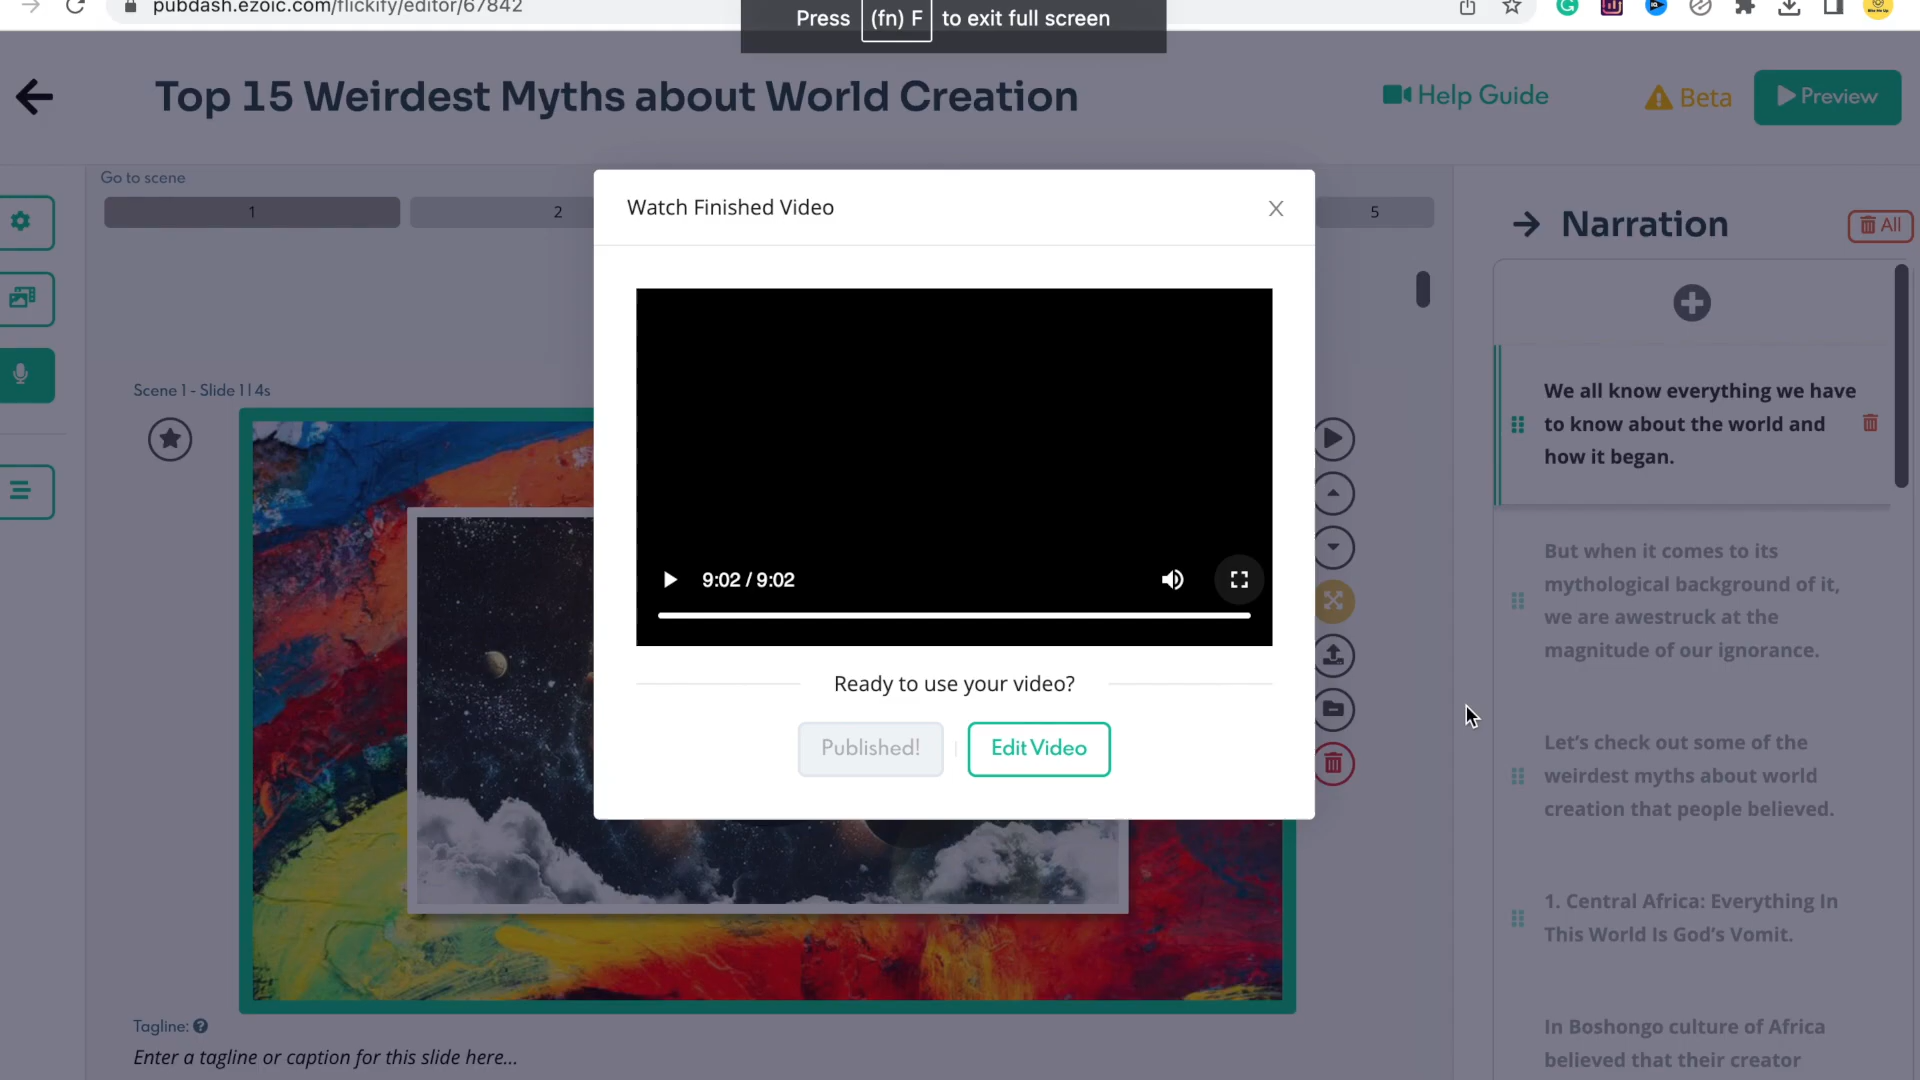 pubdash.ezoic.com/flickify/editor/67842
Press (fn) F to exit full screen
Top 15 Weirdest Myths about World Creation
Help Guide
Beta
Preview
Go to scene
1
2
5
Watch Finished Video
Narration
All
Scene 1 - Slide 1 | 4s
We all know everything we have
to know about the world and
how it began.
9:02 / 9:02
But when it comes to its
mythological background of it,
we are awestruck at the
magnitude of our ignorance.
Ready to use your video?
Published!
Edit Video
Let's check out some of the
weirdest myths about world
creation that people believed.
1. Central Africa: Everything In
This World Is God's Vomit.
In Boshongo culture of Africa
believed that their creator
Tagline:
Enter a tagline or caption for this slide here...